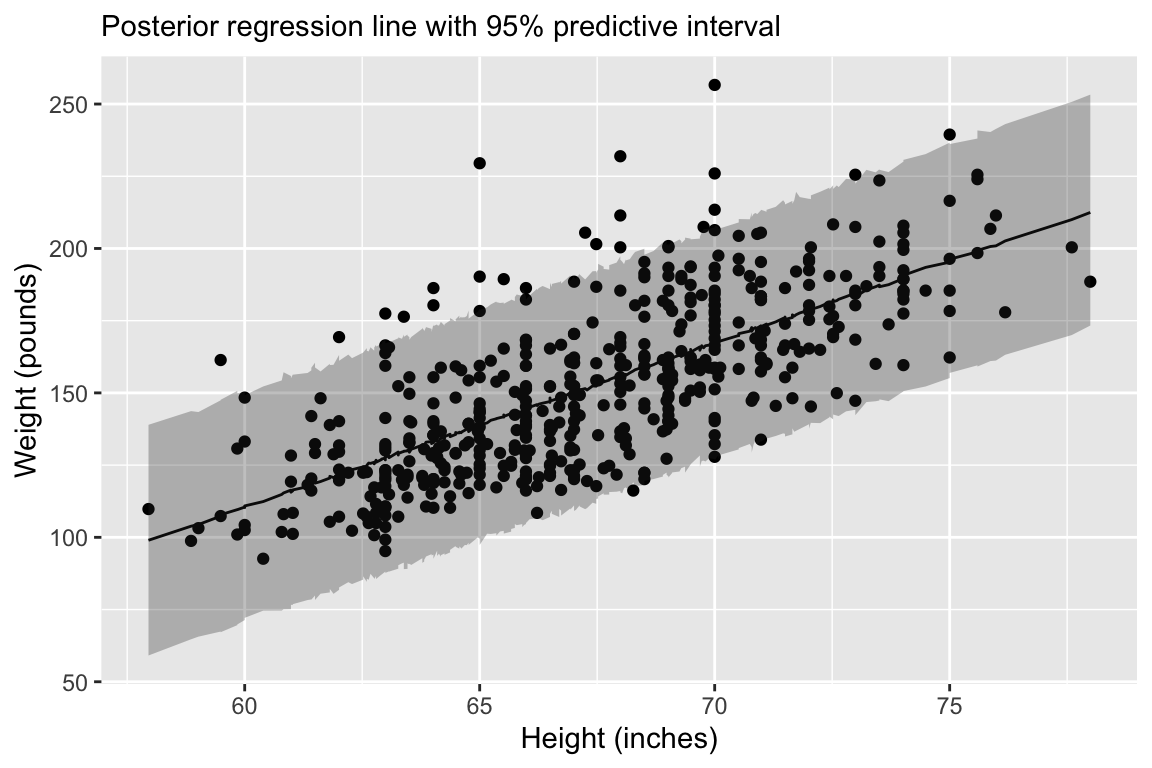 Posterior regression line with 95% predictive interval
250
200
150
100
50
Weight (pounds)
60 65 70 75
Height (inches)